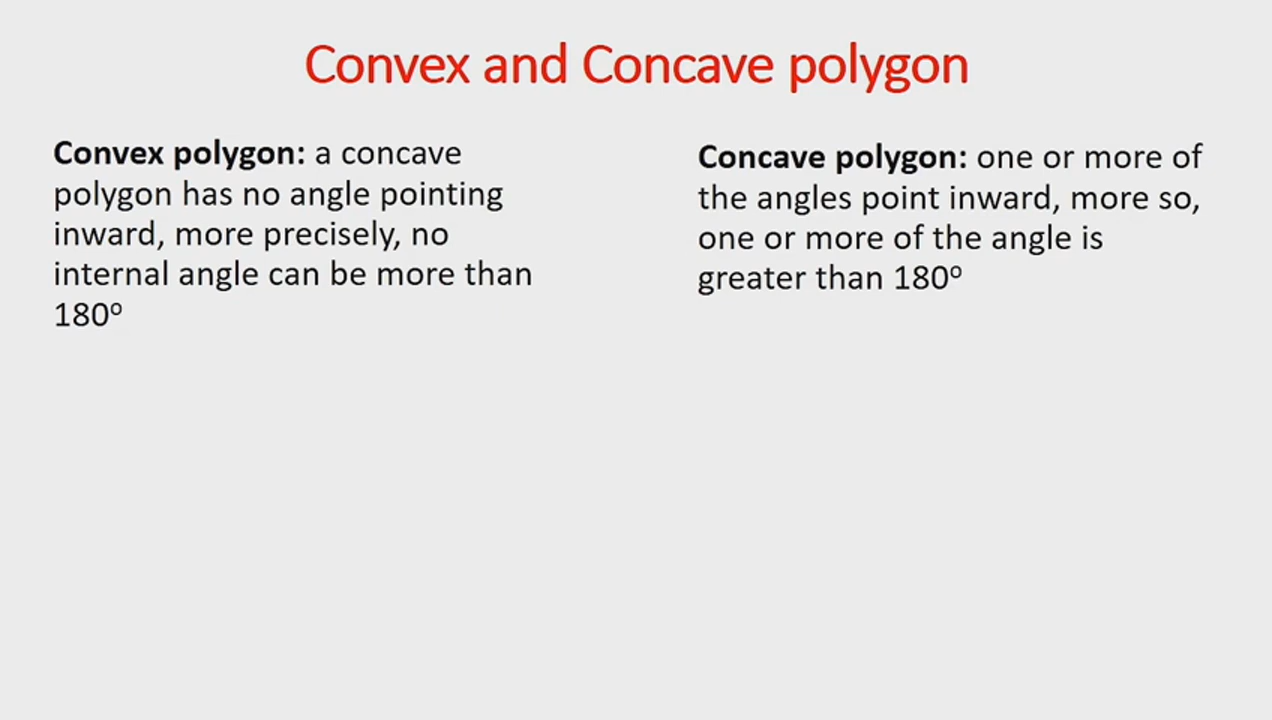 Convex and Concave polygon
Convex polygon: a concave
polygon has no angle pointing
inward, more precisely, no
internal angle can be more than
180º
Concave polygon: one or more of
the angles point inward, more so,
one or more of the angle is
greater than 180º